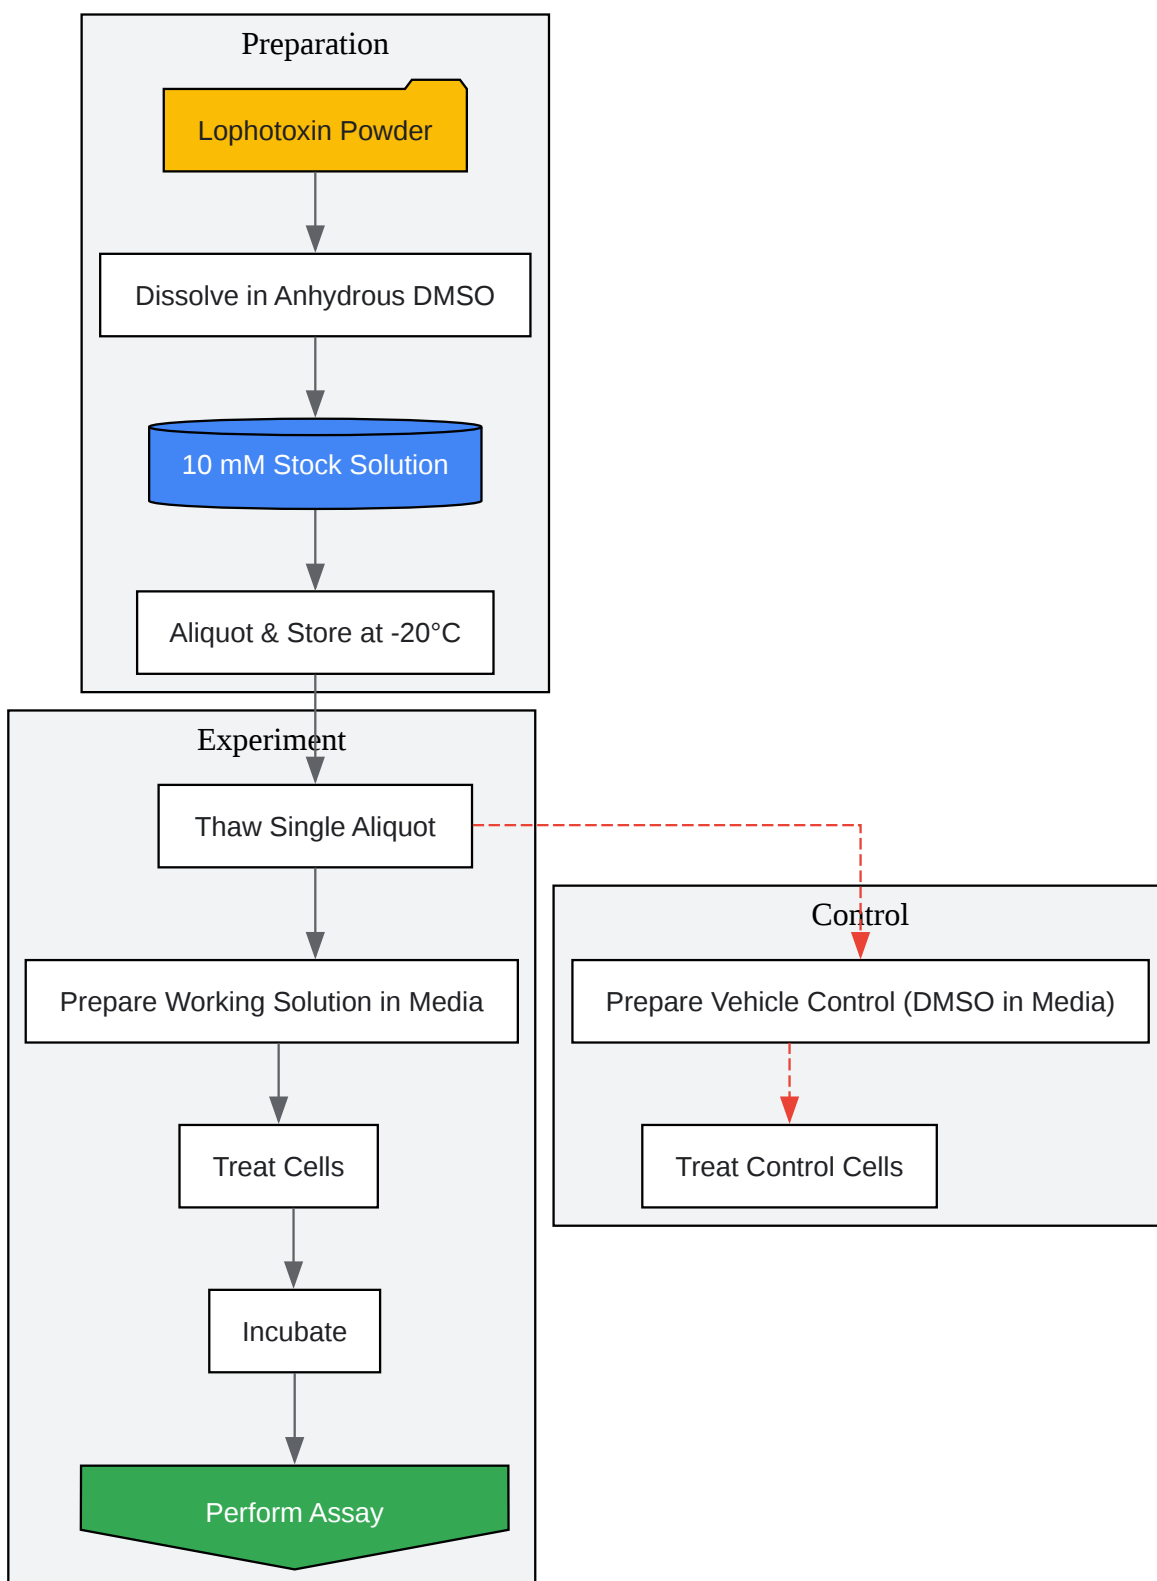 Preparation
Lophotoxin Powder
Dissolve in Anhydrous DMSO
10 mM Stock Solution
Aliquot & Store at -20°C
Experiment
Thaw Single Aliquot
Prepare Working Solution in Media
Treat Cells
Incubate
Perform Assay
Control
Prepare Vehicle Control (DMSO in Media)
Treat Control Cells